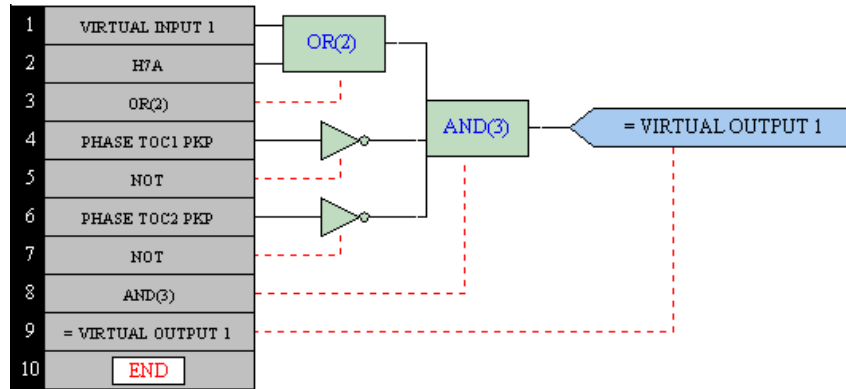 1 VIRTUAL INPUT 1
2 H7A
3 OR(2)
4 PHASE TOC1 PKP
5 NOT
6 PHASE TOC2 PKP
7 NOT
8 AND(3)
9 = VIRTUAL OUTPUT 1
10 END
OR(2)
AND(3)
= VIRTUAL OUTPUT 1